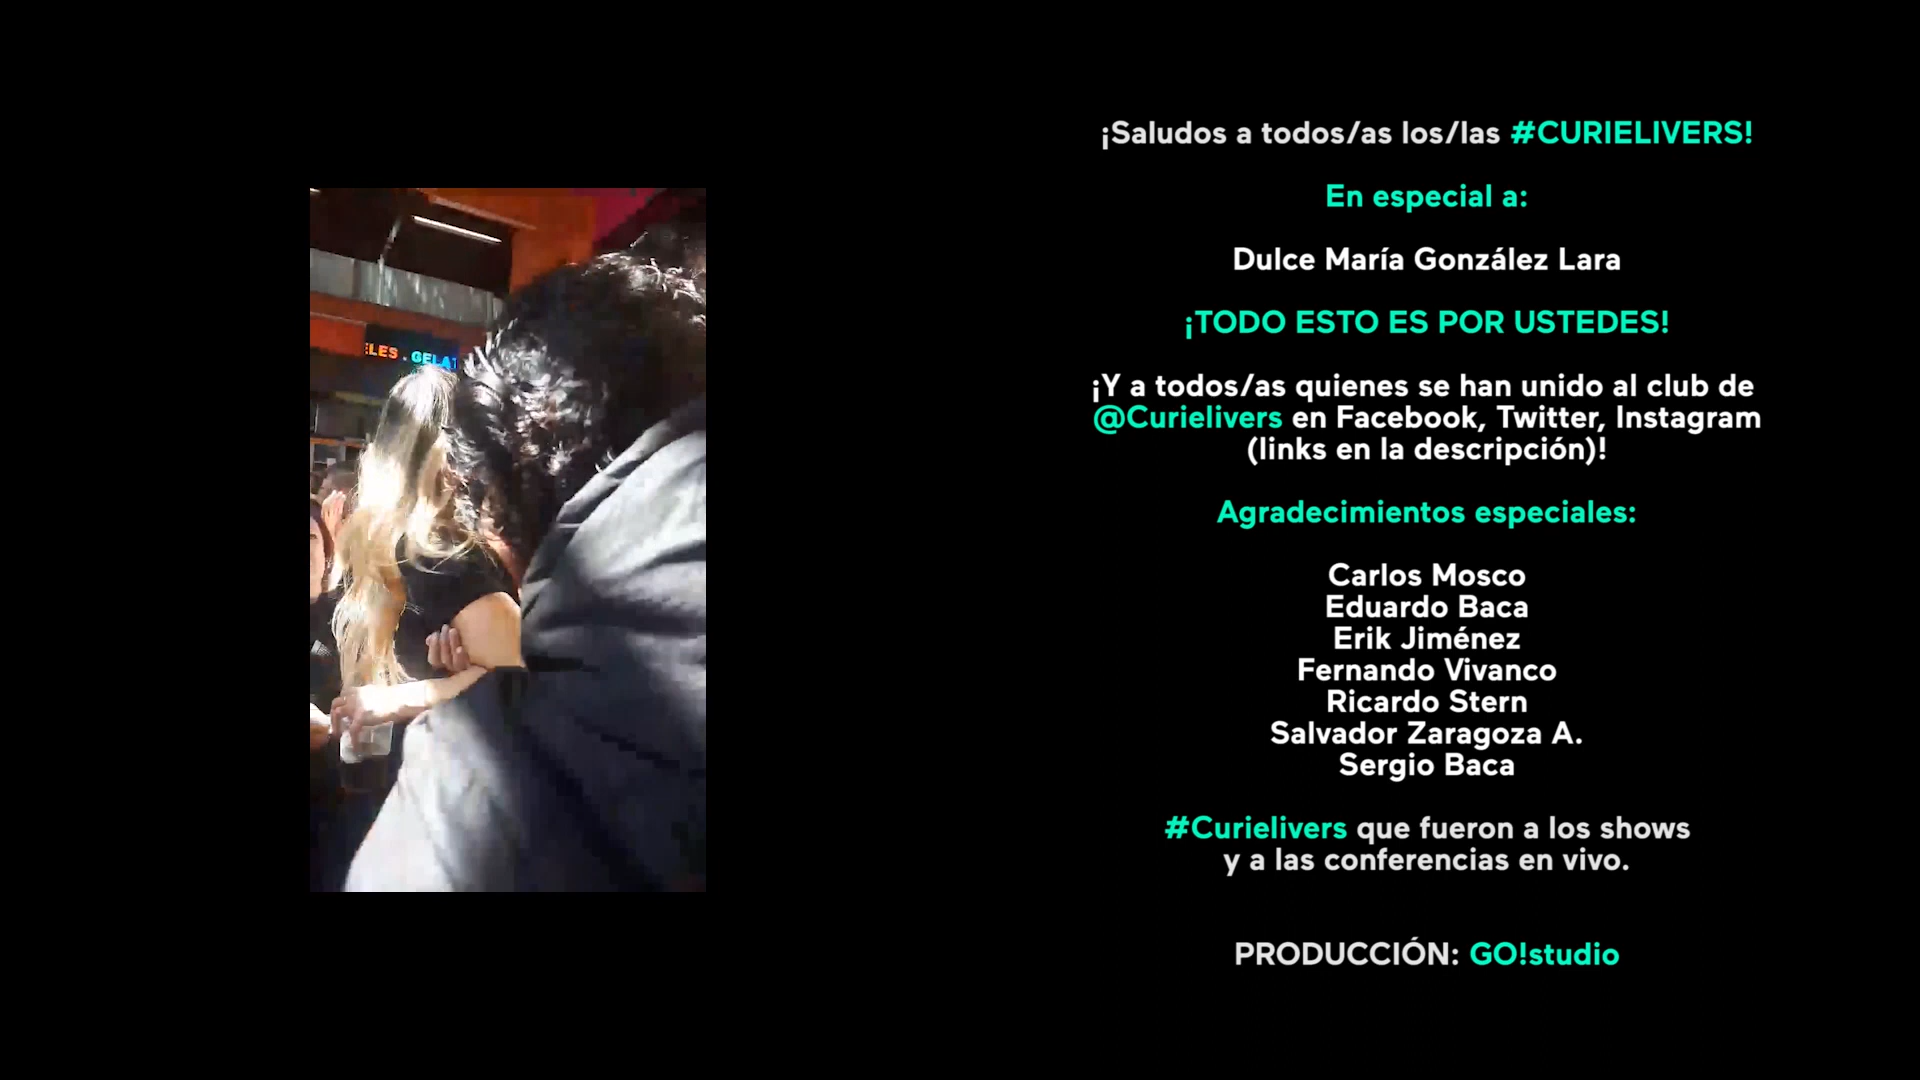 ELES . GELAT
¡Saludos a todos/as los/las #CURIELIVERS!
En especial a:
Dulce María González Lara
¡TODO ESTO ES POR USTEDES!
¡Y a todos/as quienes se han unido al club de
@Curielivers en Facebook, Twitter, Instagram
(links en la descripción)!
Agradecimientos especiales:
Carlos Mosco
Eduardo Baca
Erik Jiménez
Fernando Vivanco
Ricardo Stern
Salvador Zaragoza A.
Sergio Baca
#Curielivers que fueron a los shows
y a las conferencias en vivo.
PRODUCCIÓN: GO!studio